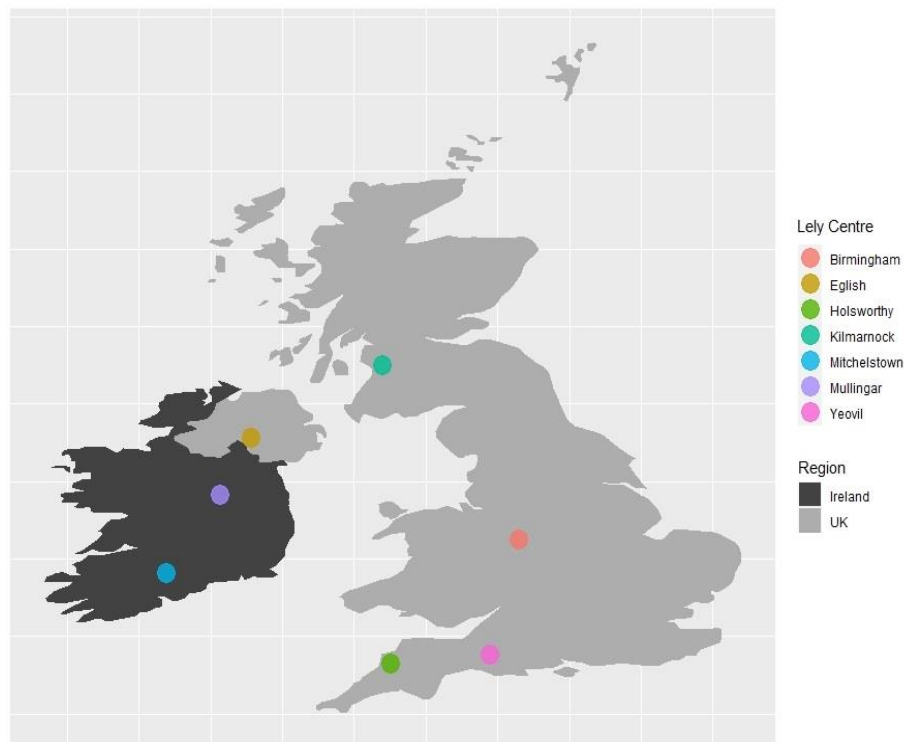 Lely Centre
Birmingham
Eglish
Holsworthy
Kilmarnock
Mitchelstown
Mullingar
Yeovil
Region
Ireland
UK